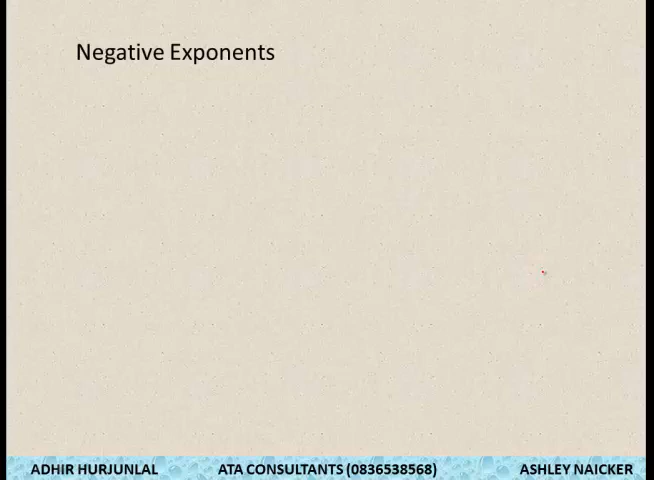 Negative Exponents
ADHIR HURJUNLAL ATA CONSULTANTS (0836538568) ASHLEY NAICKER